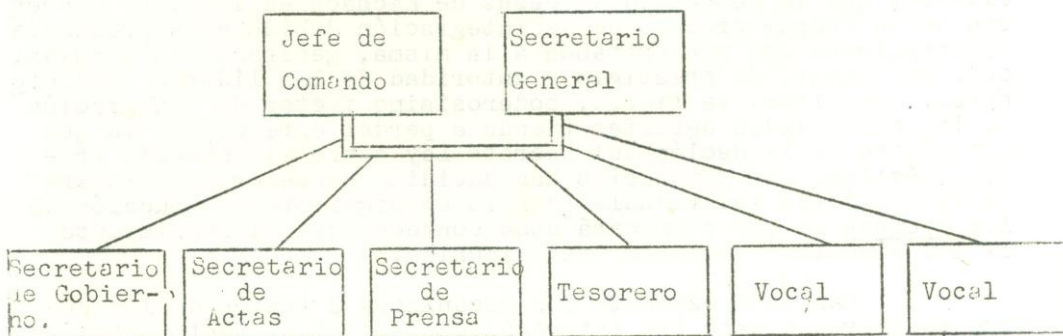 Jefe de
Comando
Secretario
General
Secretario
de Gobier-
no.
Secretario
de
Actas
Secretario
de
Prensa
Tesorero
Vocal
Vocal